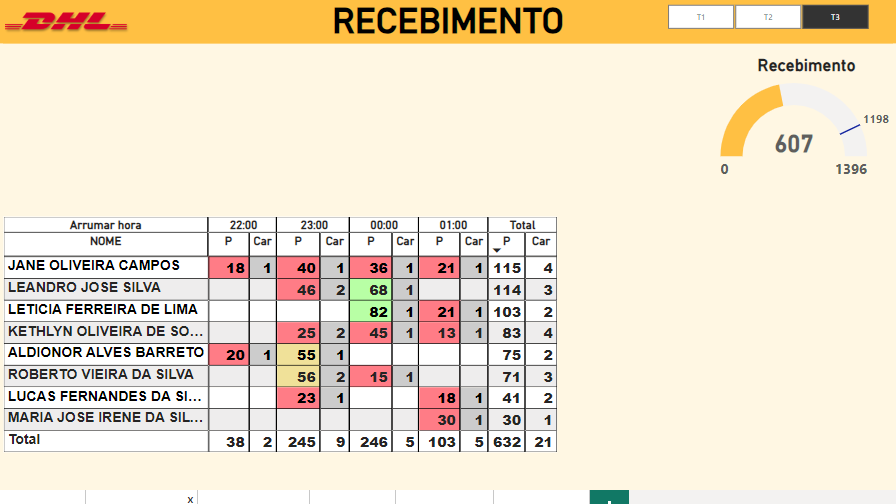 DHL
RECEBIMENTO
T1 T2 T3
Recebimento
1198
607
0 1396
Arrumar hora 22:00 23:00 00:00 01:00 Total
NOME P Car P Car P Car P Car P Car
JANE OLIVEIRA CAMPOS 18 1 40 1 36 1 21 1 115 4
LEANDRO JOSE SILVA 46 2 68 1 114 3
LETICIA FERREIRA DE LIMA 82 1 21 1 103 2
KETHLYN OLIVEIRA DE SO... 25 2 45 1 13 1 83 4
ALDIONOR ALVES BARRETO 20 1 55 1 75 2
ROBERTO VIEIRA DA SILVA 56 2 15 1 71 3
LUCAS FERNANDES DA SI... 23 1 18 1 41 2
MARIA JOSE IRENE DA SIL... 30 1 30 1
Total 38 2 245 9 246 5 103 5 632 21
x